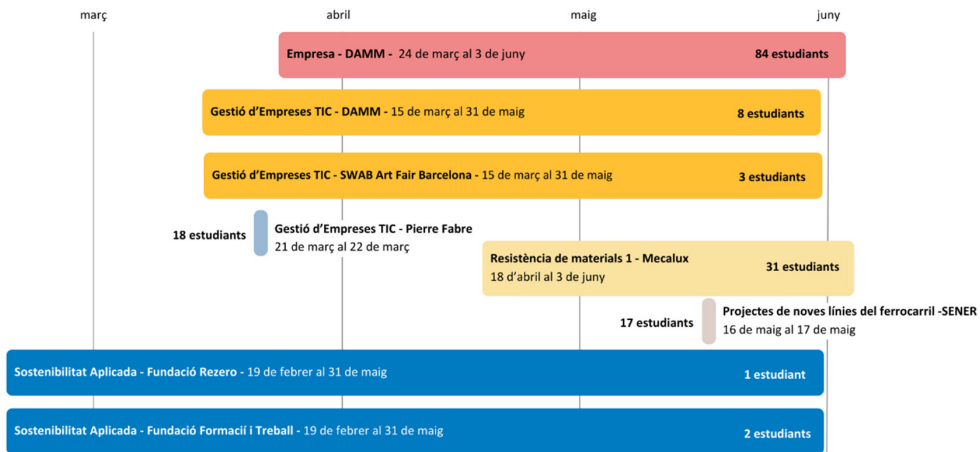 març abril maig juny
Empresa - DAMM - 24 de març al 3 de juny 84 estudiants
Gestió d'Empreses TIC - DAMM - 15 de març al 31 de maig 8 estudiants
Gestió d'Empreses TIC - SWAB Art Fair Barcelona - 15 de març al 31 de maig 3 estudiants
18 estudiants Gestió d'Empreses TIC - Pierre Fabre
21 de març al 22 de març
Resistència de materials 1 - Mecalux 31 estudiants
18 d'abril al 3 de juny
17 estudiants Projectes de noves línies del ferrocarril -SENER
16 de maig al 17 de maig
Sostenibilitat Aplicada - Fundació Rezero - 19 de febrer al 31 de maig 1 estudiant
Sostenibilitat Aplicada - Fundació Formacií i Treball - 19 de febrer al 31 de maig 2 estudiants